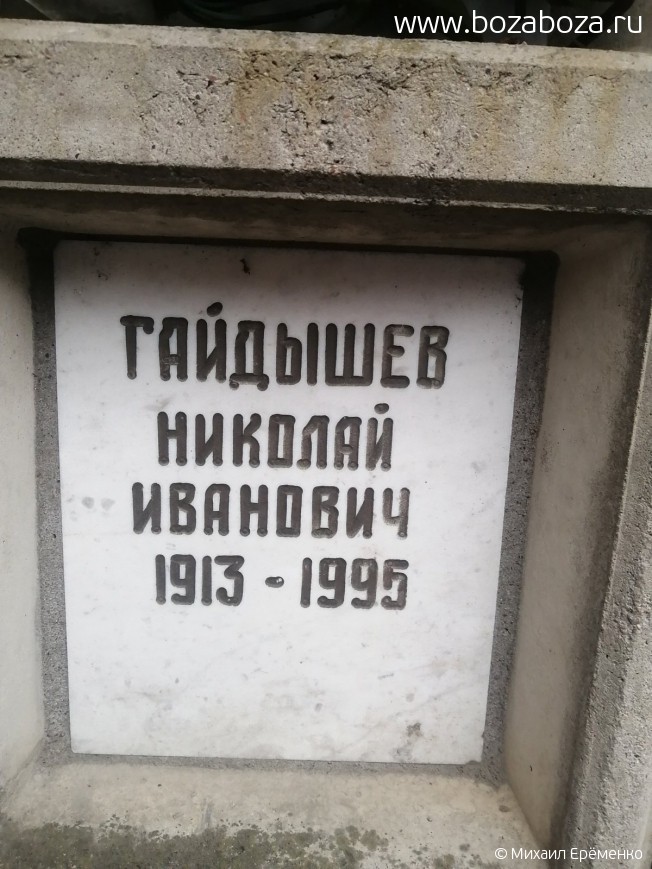 www.bozaboza.ru
ГАЙДЫШЕВ
НИКОЛАЙ
ИВАНОВИЧ
1913 - 1995
© Михаил Ерёменко